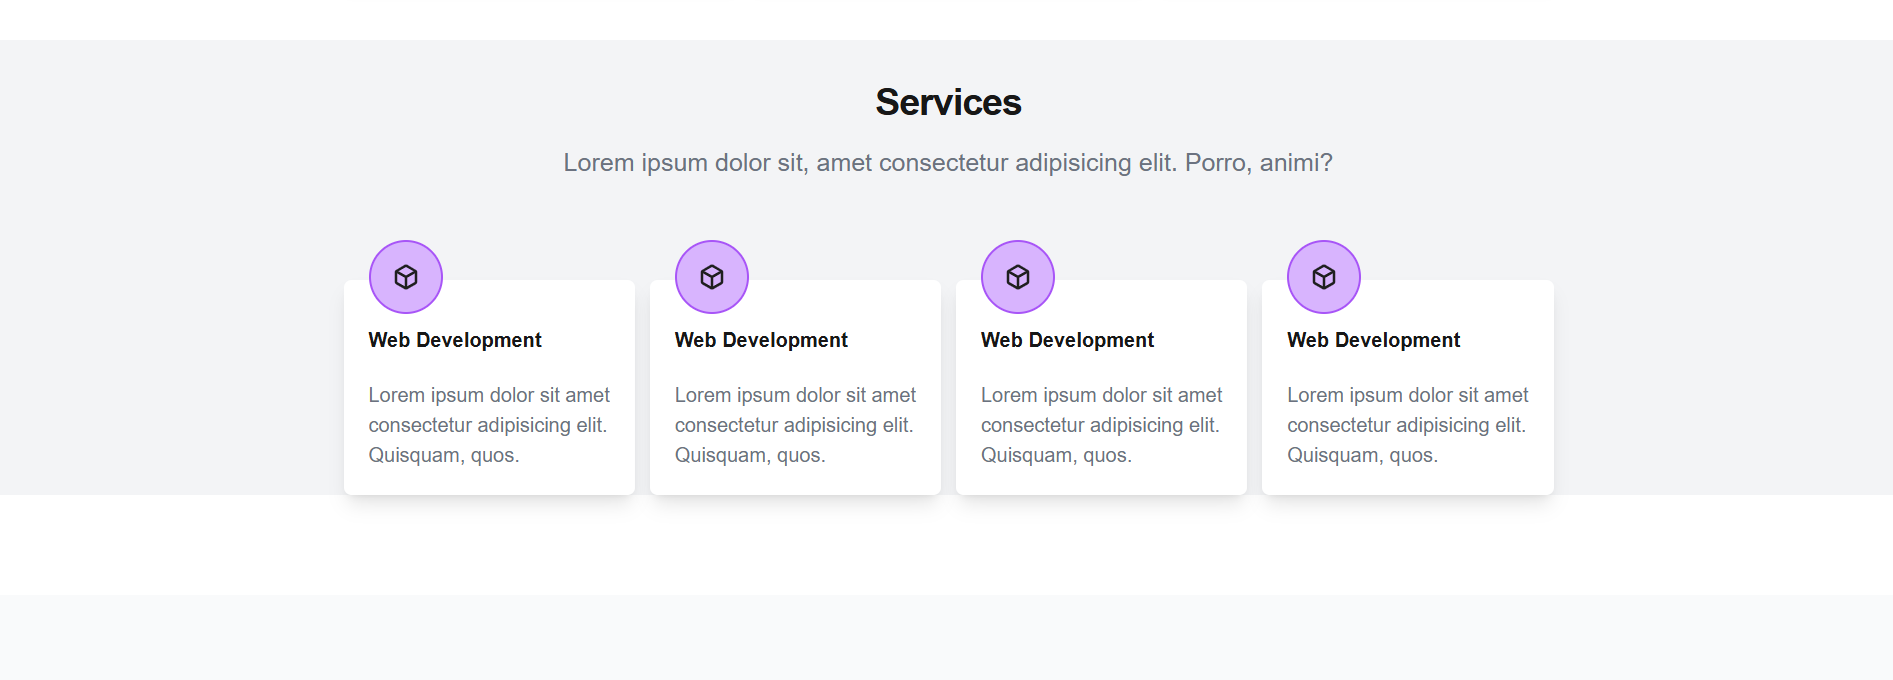 Services
Lorem ipsum dolor sit, amet consectetur adipisicing elit. Porro, animi?
Web Development
Lorem ipsum dolor sit amet
consectetur adipisicing elit.
Quisquam, quos.
Web Development
Lorem ipsum dolor sit amet
consectetur adipisicing elit.
Quisquam, quos.
Web Development
Lorem ipsum dolor sit amet
consectetur adipisicing elit.
Quisquam, quos.
Web Development
Lorem ipsum dolor sit amet
consectetur adipisicing elit.
Quisquam, quos.